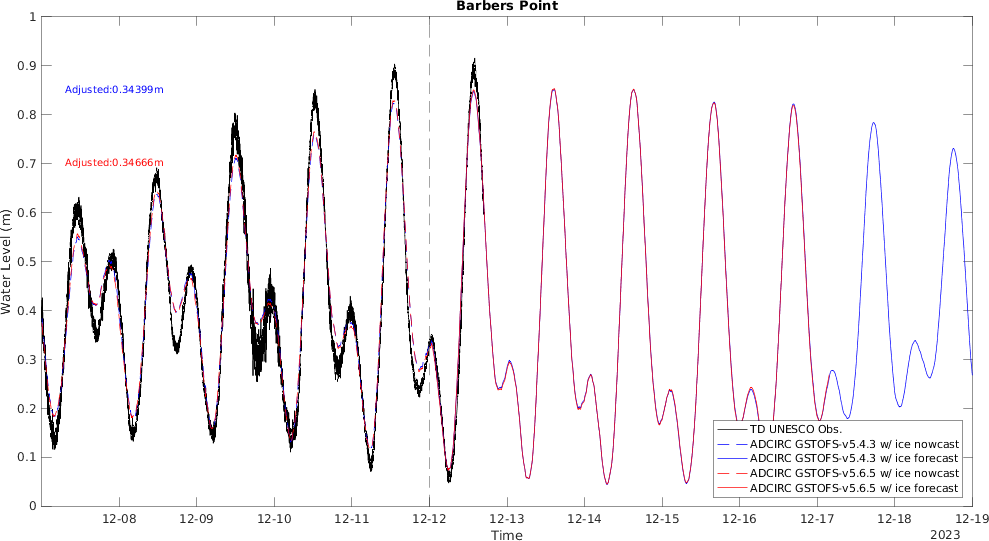 Barbers Point
1
0.9
0.8
0.7
0.6
0.5
0.4
0.3
0.2
0.1
0
Water Level (m)
Adjusted:0.34399m
Adjusted:0.34666m
TD UNESCO Obs.
ADCIRC GSTOFS-v5.4.3 w/ ice nowcast
ADCIRC GSTOFS-v5.4.3 w/ ice forecast
ADCIRC GSTOFS-v5.6.5 w/ ice nowcast
ADCIRC GSTOFS-v5.6.5 w/ ice forecast
12-08 12-09 12-10 12-11 12-12 12-13 12-14 12-15 12-16 12-17 12-18 12-19
Time
2023